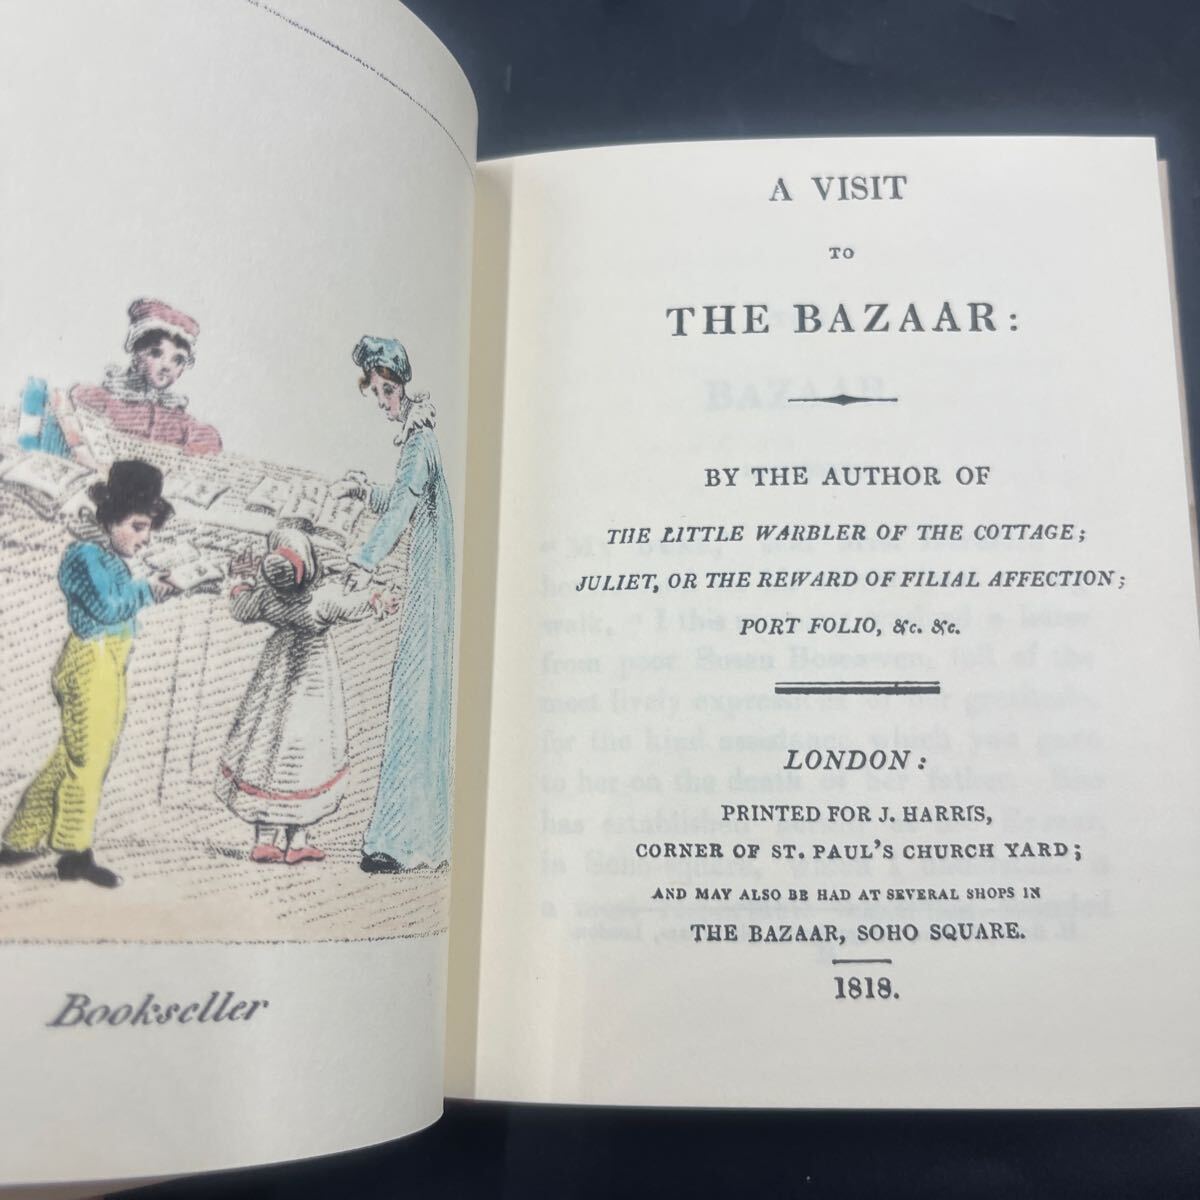 Bookseller
A VISIT
TO
THE BAZAAR:
BY THE AUTHOR OF
THE LITTLE WARBLER OF THE COTTAGE;
JULIET, OR THE REWARD OF FILIAL AFFECTION;
PORT FOLIO, &c. &c.
LONDON:
PRINTED FOR J. HARRIS,
CORNER OF ST. PAUL'S CHURCH YARD;
AND MAY ALSO BE HAD AT SEVERAL SHOPS IN
THE BAZAAR, SOHO SQUARE.
1818.